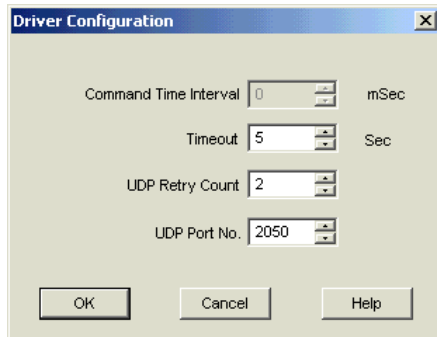 Driver Configuration
Command Time Interval 0 mSec
Timeout 5 Sec
UDP Retry Count 2
UDP Port No. 2050
OK Cancel Help